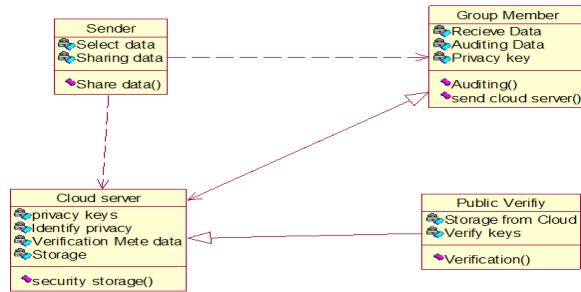 Sender
Select data
Sharing data
Share data()
Group Member
Recieve Data
Auditing Data
Privacy key
Auditing()
send cloud server()
Cloud server
privacy keys
Identify privacy
Verification Mete data
Storage
security storage()
Public Verifiy
Storage from Cloud
Verify keys
Verification()